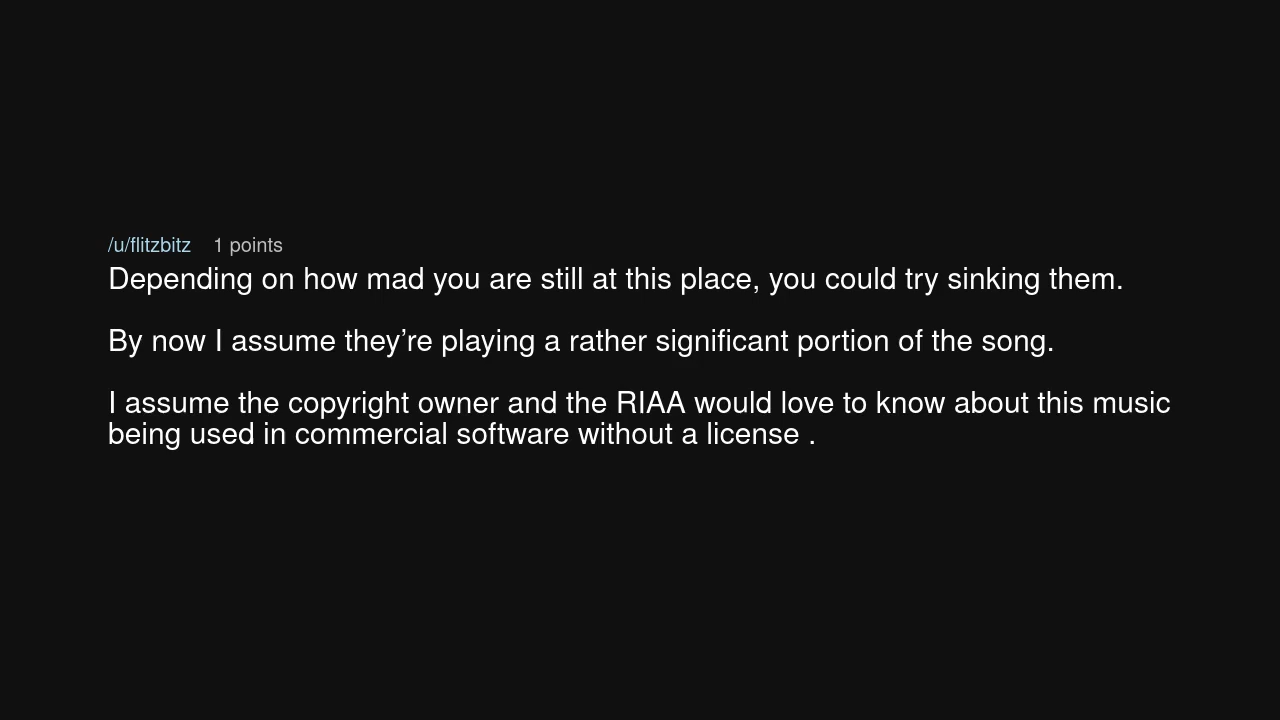 /u/flitzbitz 1 points
Depending on how mad you are still at this place, you could try sinking them.
By now I assume they’re playing a rather significant portion of the song.
I assume the copyright owner and the RIAA would love to know about this music
being used in commercial software without a license .